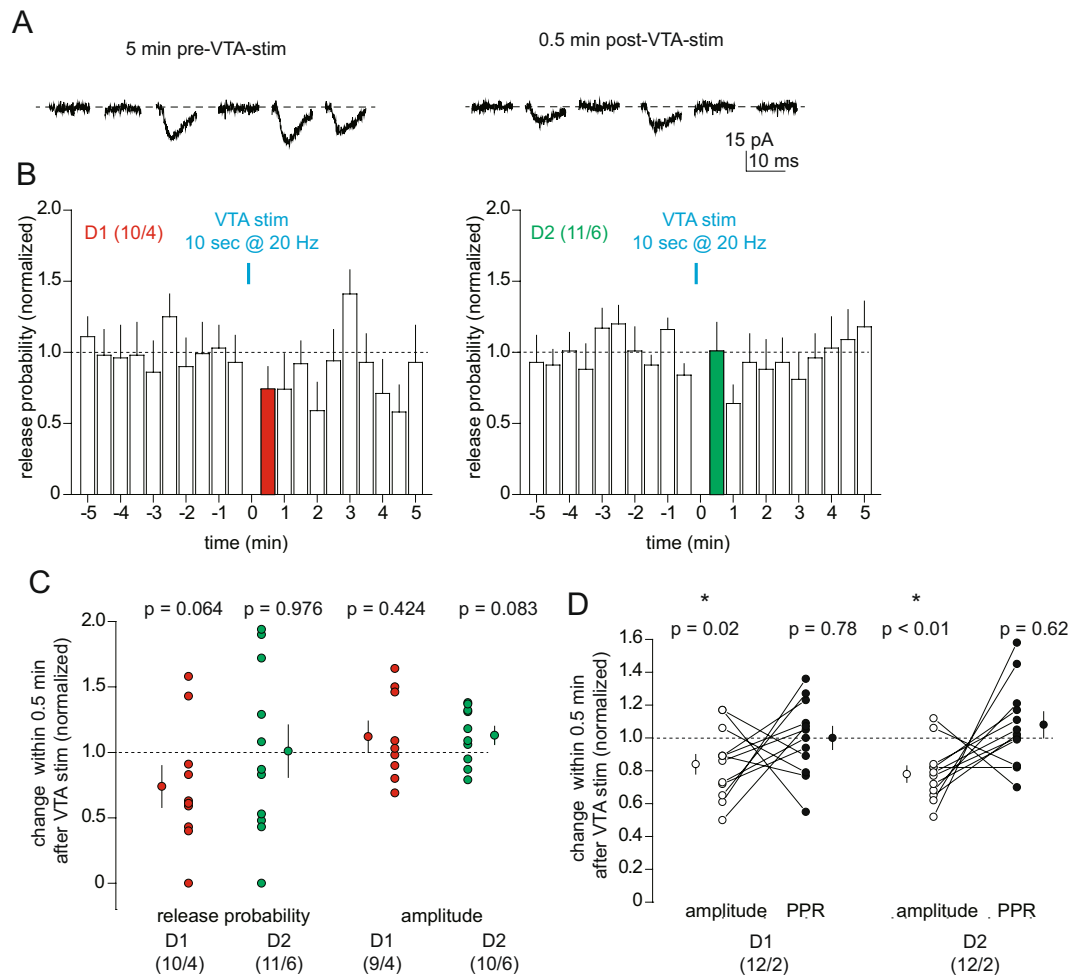 A
5 min pre-VTA-stim
0.5 min post-VTA-stim
15 pA
10 ms
B
release probability (normalized)
2.0
1.5
1.0
0.5
0
D1 (10/4)
VTA stim
10 sec @ 20 Hz
-5 -4 -3 -2 -1 0 1 2 3 4 5
time (min)
release probability (normalized)
2.0
1.5
1.0
0.5
0
D2 (11/6)
VTA stim
10 sec @ 20 Hz
-5 -4 -3 -2 -1 0 1 2 3 4 5
time (min)
C
change within 0.5 min
after VTA stim (normalized)
p = 0.064 p = 0.976 p = 0.424 p = 0.083
2.0
1.5
1.0
0.5
0
release probability amplitude
D1 D2 D1 D2
(10/4) (11/6) (9/4) (10/6)
D
change within 0.5 min
after VTA stim (normalized)
* *
p = 0.02 p = 0.78 p < 0.01 p = 0.62
1.6
1.4
1.2
1.0
0.8
0.6
0.4
0.2
0
amplitude PPR amplitude PPR
D1 D2
(12/2) (12/2)